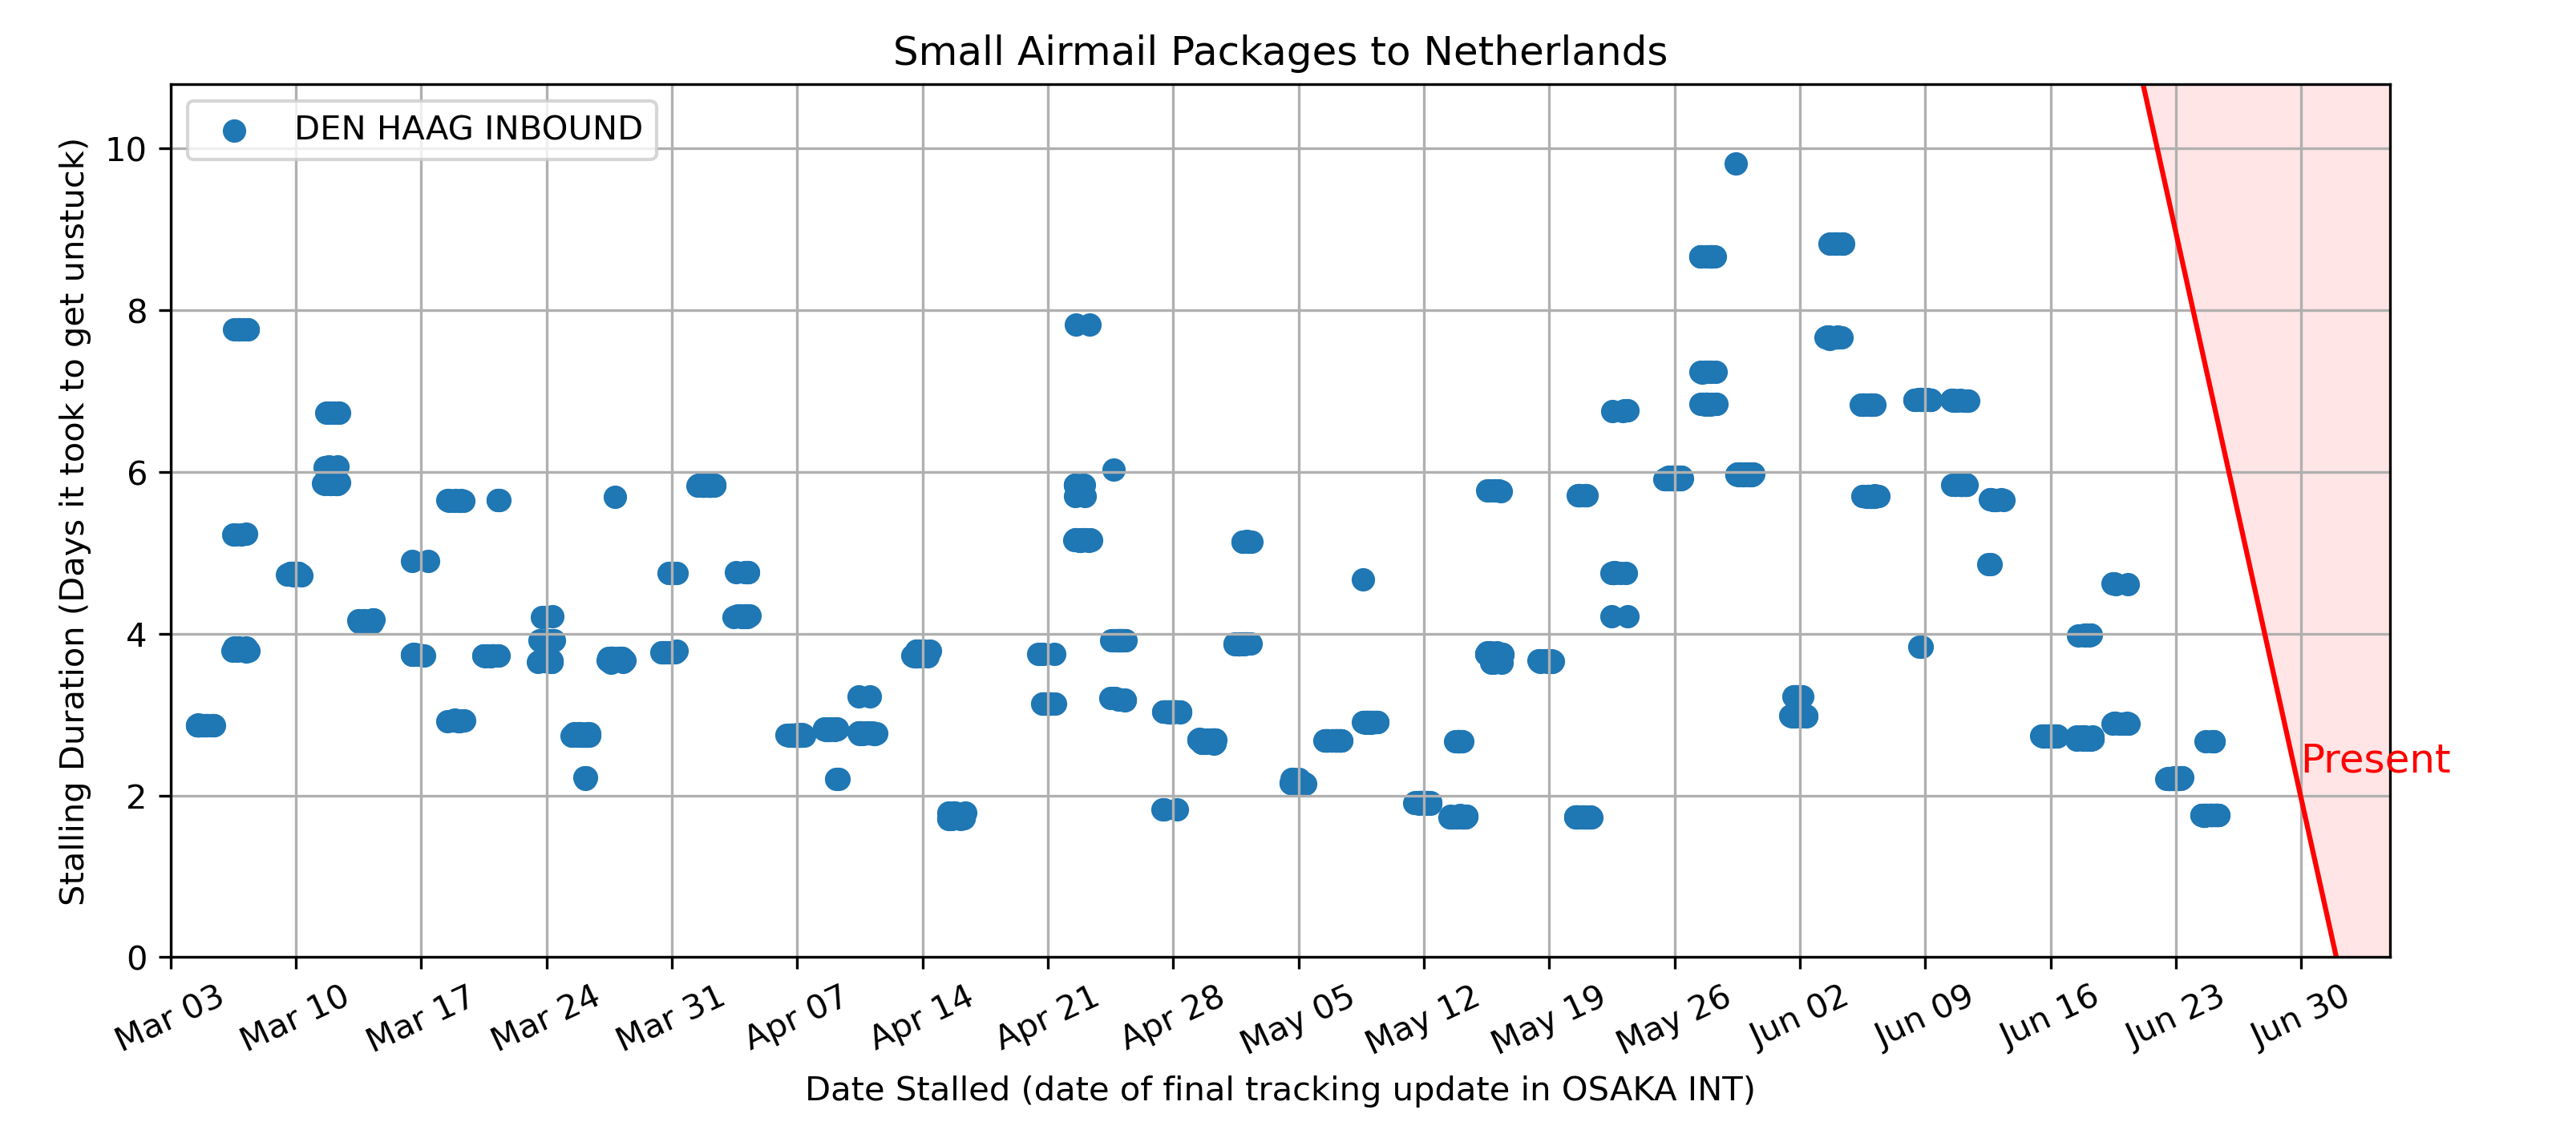 Small Airmail Packages to Netherlands
DEN HAAG INBOUND
Stalling Duration (Days it took to get unstuck)
10
8
6
4
2
0
Present
Mar 03
Mar 10
Mar 17
Mar 24
Mar 31
Apr 07
Apr 14
Apr 21
Apr 28
May 05
May 12
May 19
May 26
Jun 02
Jun 09
Jun 16
Jun 23
Jun 30
Date Stalled (date of final tracking update in OSAKA INT)